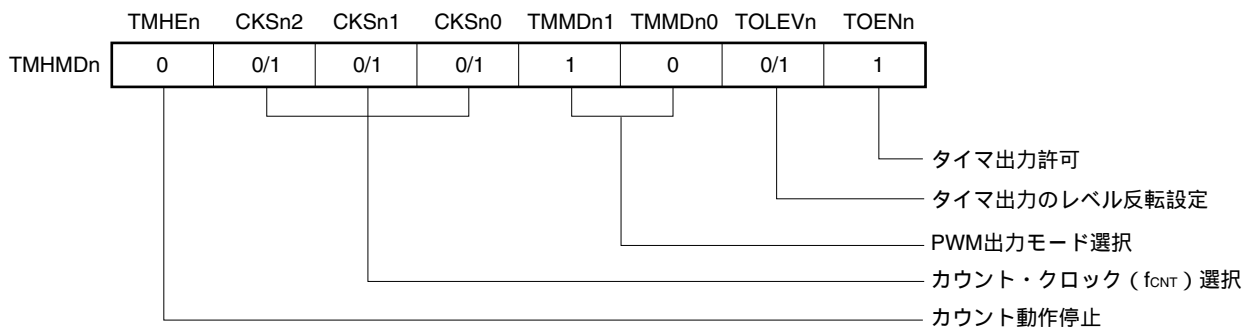 TMHEn CKSn2 CKSn1 CKSn0 TMMDn1 TMMDn0 TOLEVn TOENn
TMHMDn 0 0/1 0/1 0/1 1 0 0/1 1
タイマ出力許可
タイマ出力のレベル反転設定
PWM出力モード選択
カウント・クロック（fCNT）選択
カウント動作停止